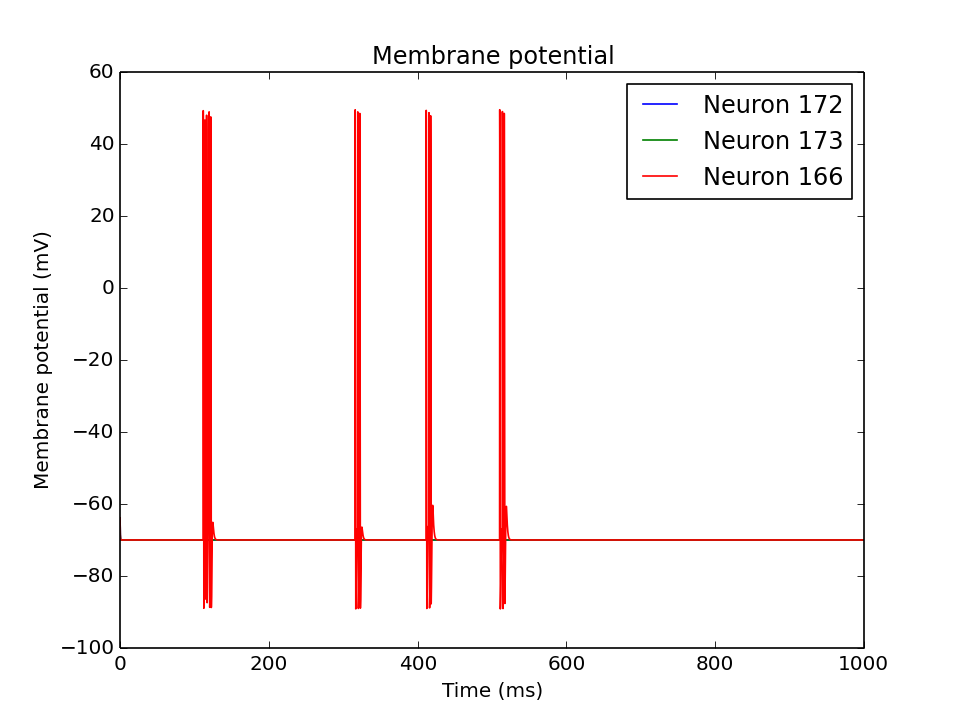 Membrane potential
60
40
20
0
−20
−40
−60
−80
−100
Membrane potential (mV)
Neuron 172
Neuron 173
Neuron 166
0 200 400 600 800 1000
Time (ms)